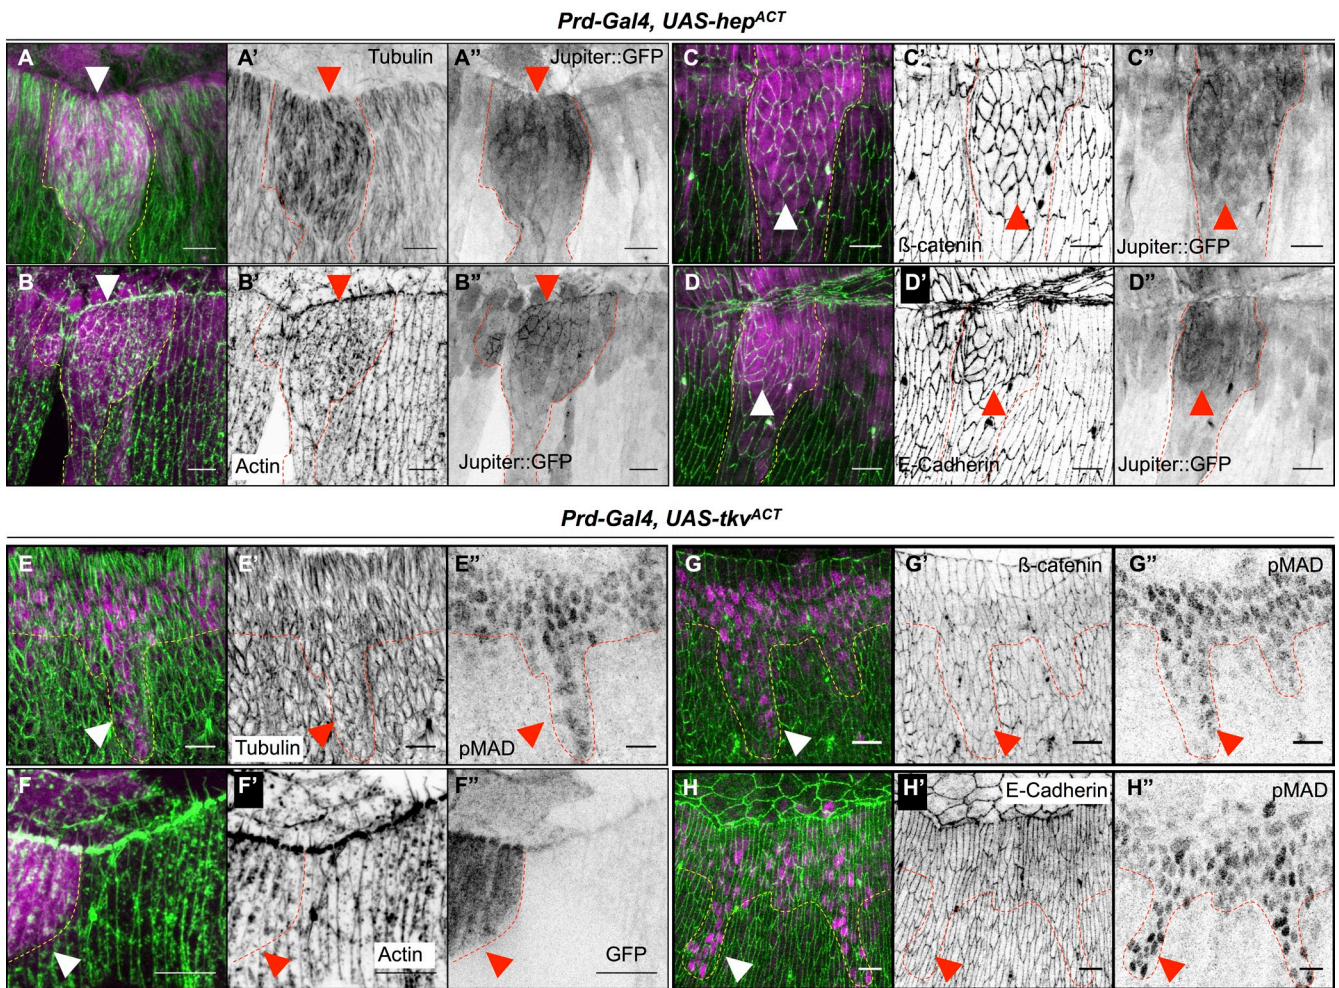 Prd-Gal4, UAS-hepACT
A A’ Tubulin A” Jupiter::GFP C C’ C”
ß-catenin Jupiter::GFP
B B’ B” D D’ D”
Actin Jupiter::GFP E-Cadherin Jupiter::GFP
Prd-Gal4, UAS-tkvACT
E E’ E” G G’ ß-catenin G” pMAD
Tubulin pMAD
F F’ F” H H’ E-Cadherin H” pMAD
Actin GFP